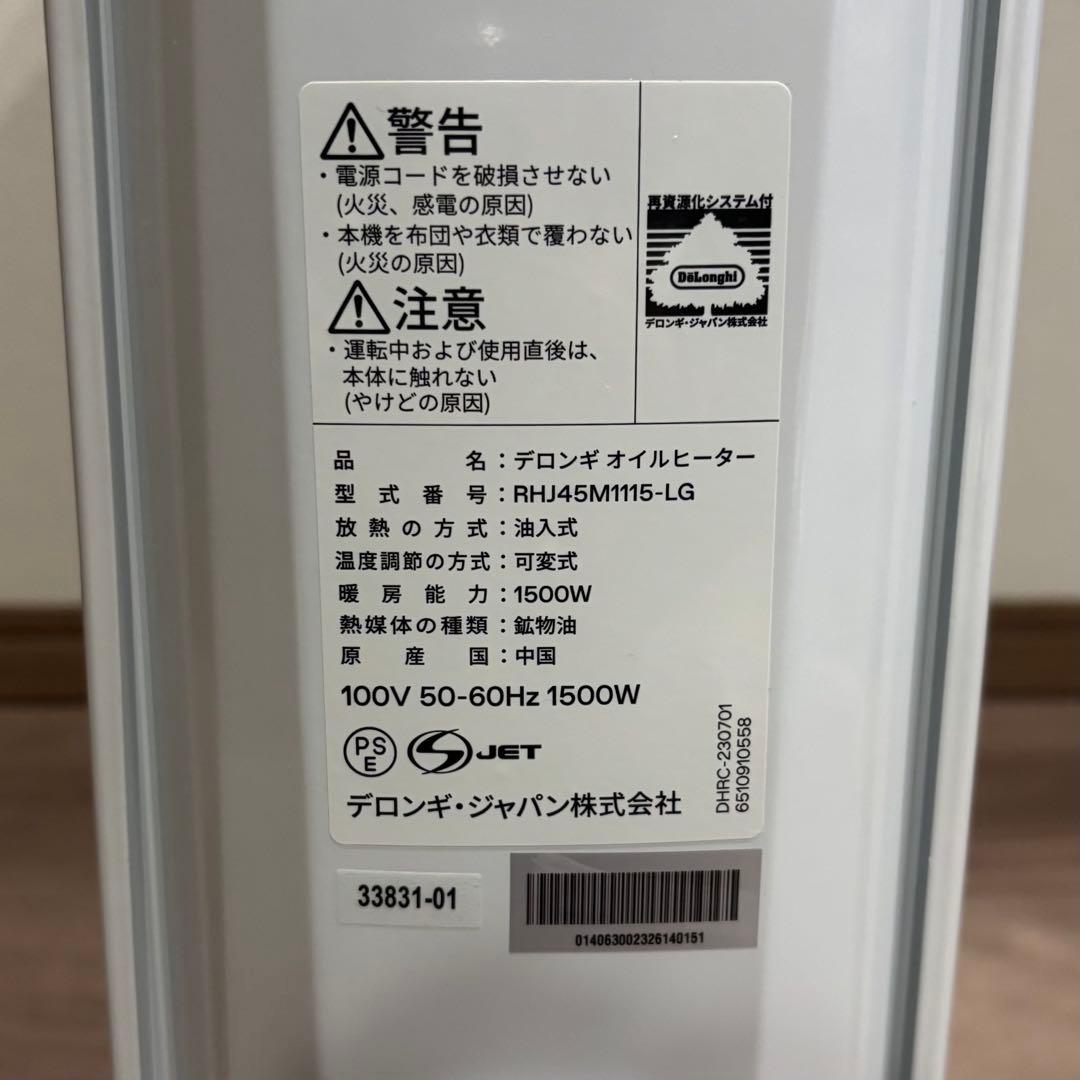 警告
・電源コードを破損させない
(火災、感電の原因)
・本機を布団や衣類で覆わない
(火災の原因)
注意
・運転中および使用直後は、
本体に触れない
(やけどの原因)
再資源化システム付
DēLonghi
デロンギ・ジャパン株式会社
品名：デロンギ オイルヒーター
型式番号：RHJ45M1115-LG
放熱の方式：油入式
温度調節の方式：可変式
暖房能力：1500W
熱媒体の種類：鉱物油
原産国：中国
100V 50-60Hz 1500W
PSE
S JET
デロンギ・ジャパン株式会社
DHRC-230701
6510910558
33831-01
014063002326140151